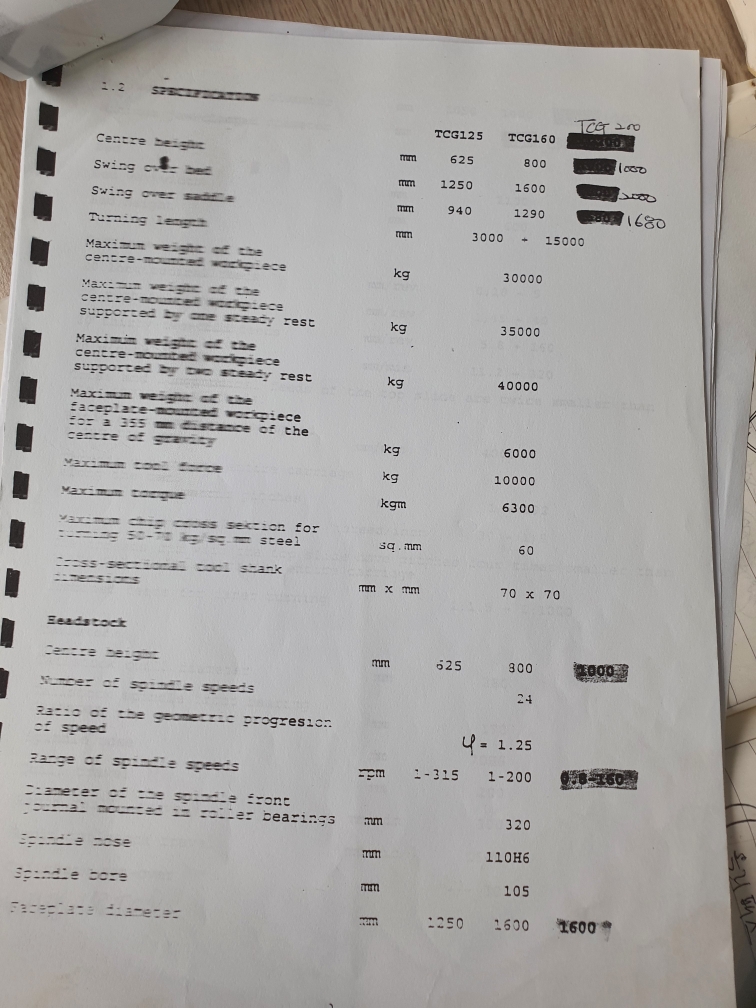 1.2 SPECIFICATION
TCG 200
TCG125 TCG160
Centre height mm 625 800 1000
Swing over bed mm 1250 1600 2000
Swing over saddle mm 940 1290 1680
Turning length mm 3000 ÷ 15000
Maximum weight of the
centre-mounted workpiece kg 30000
Maximum weight of the
centre-mounted workpiece
supported by one steady rest kg 35000
Maximum weight of the
centre-mounted workpiece
supported by two steady rest kg 40000
Maximum weight of the
faceplate-mounted workpiece
for a 355 mm distance of the
centre of gravity kg 6000
Maximum tool force kg 10000
Maximum torque kgm 6300
Maximum chip cross sektion for
turning 50-70 kg/sq.mm steel sq.mm 60
Cross-sectional tool shank
dimensions mm x mm 70 x 70
Headstock
Centre height mm 625 800 1000
Number of spindle speeds 24
Ratio of the geometric progresion
of speed φ = 1.25
Range of spindle speeds rpm 1-315 1-200 0.8-160
Diameter of the spindle front
journal mounted in roller bearings mm 320
Spindle nose mm 110H6
Spindle bore mm 105
Faceplate diameter mm 1250 1600 1600